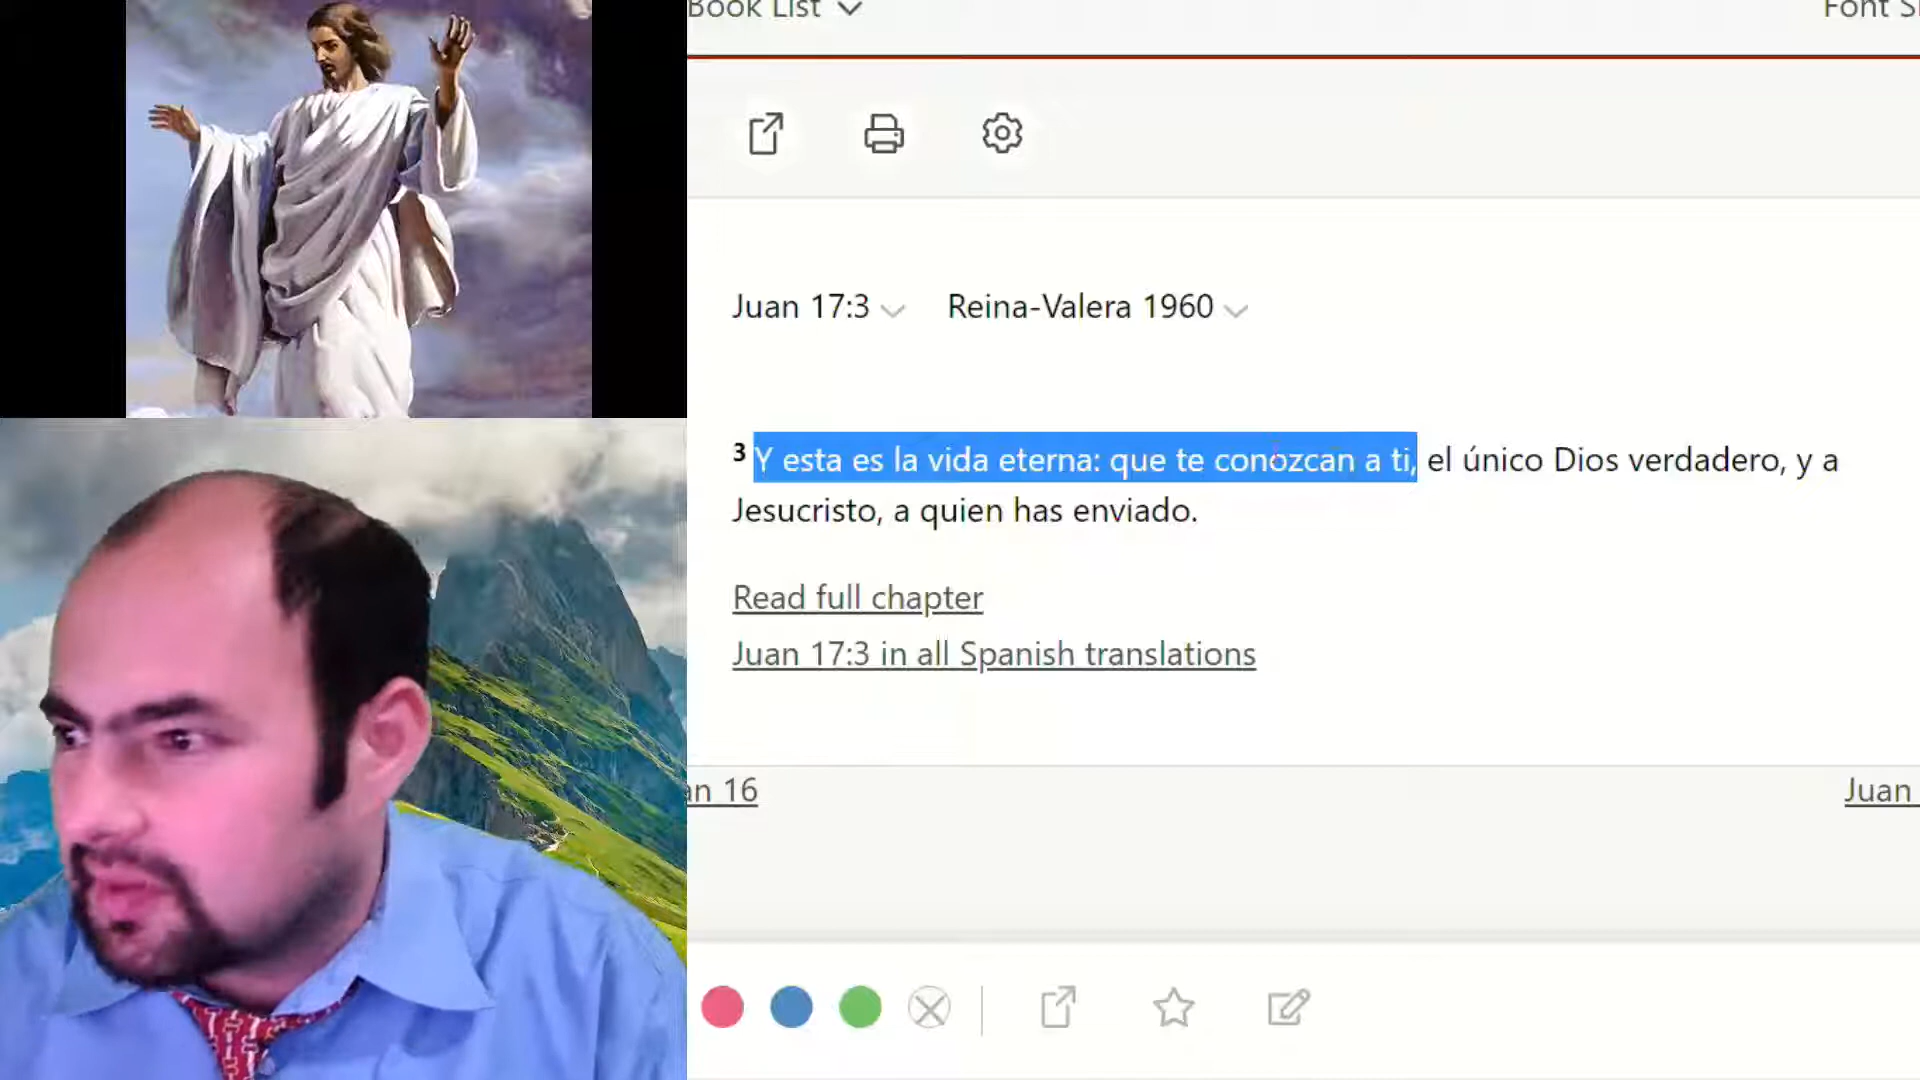 Book List
Font S
Juan 17:3 Reina-Valera 1960
3 Y esta es la vida eterna: que te conozcan a ti, el único Dios verdadero, y a
Jesucristo, a quien has enviado.
Read full chapter
Juan 17:3 in all Spanish translations
an 16
Juan